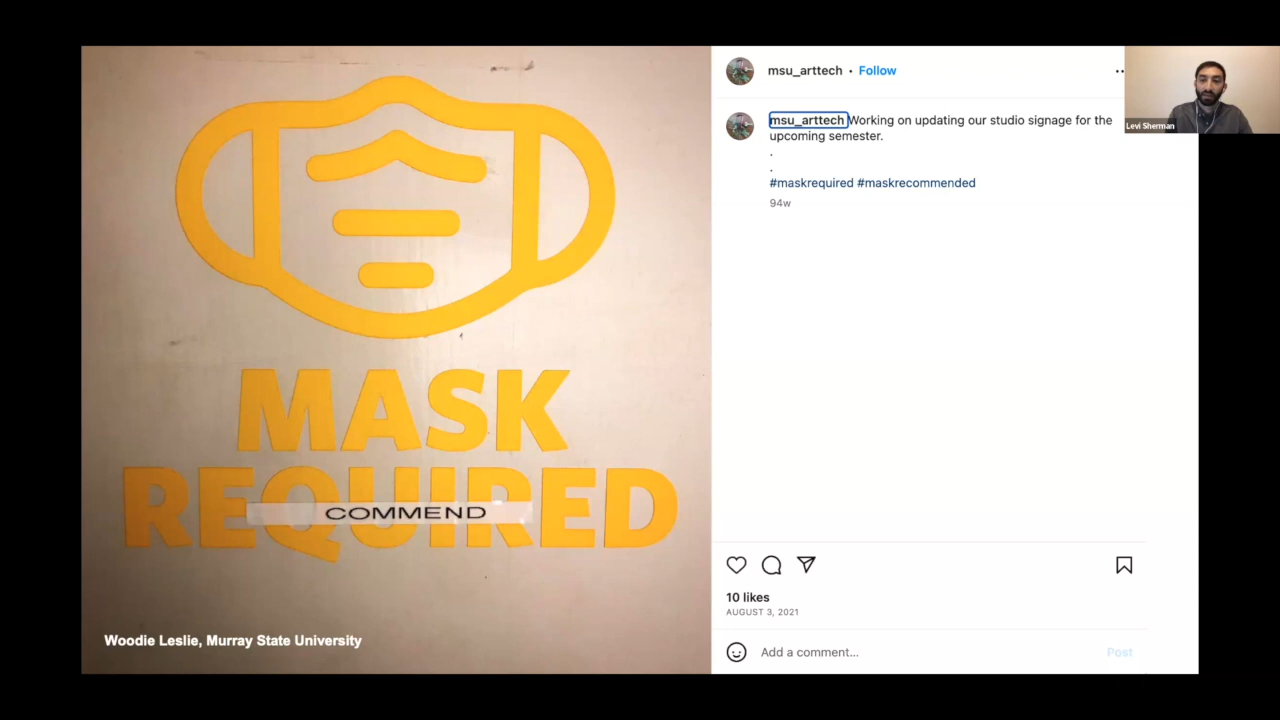 MASK
REQUIRED
COMMEND
Woodie Leslie, Murray State University
msu_arttech • Follow
msu_arttech Working on updating our studio signage for the
upcoming semester.
.
.
#maskrequired #maskrecommended
94w
10 likes
AUGUST 3, 2021
Add a comment...
Post
Levi Sherman